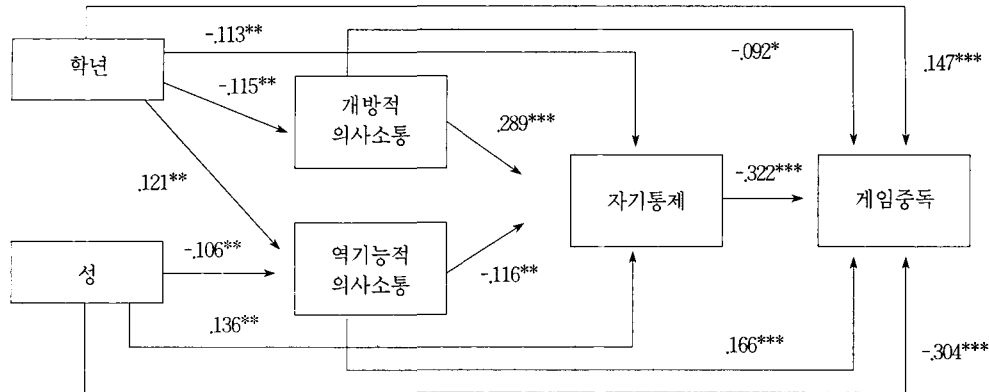 -.113**
-.092*
.147***
학년
-.115**
개방적
의사소통
.289***
.121**
자기통제
-.322***
게임중독
성
-.106**
역기능적
의사소통
-.116**
.136**
.166***
-.304***